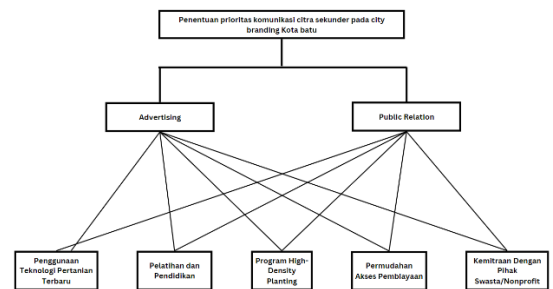 Penentuan prioritas komunikasi citra sekunder pada city
branding Kota batu
Advertising
Public Relation
Penggunaan
Teknologi Pertanian
Terbaru
Pelatihan dan
Pendidikan
Program High-
Density
Planting
Permudahan
Akses Pembiayaan
Kemitraan Dengan
Pihak
Swasta/Nonprofit